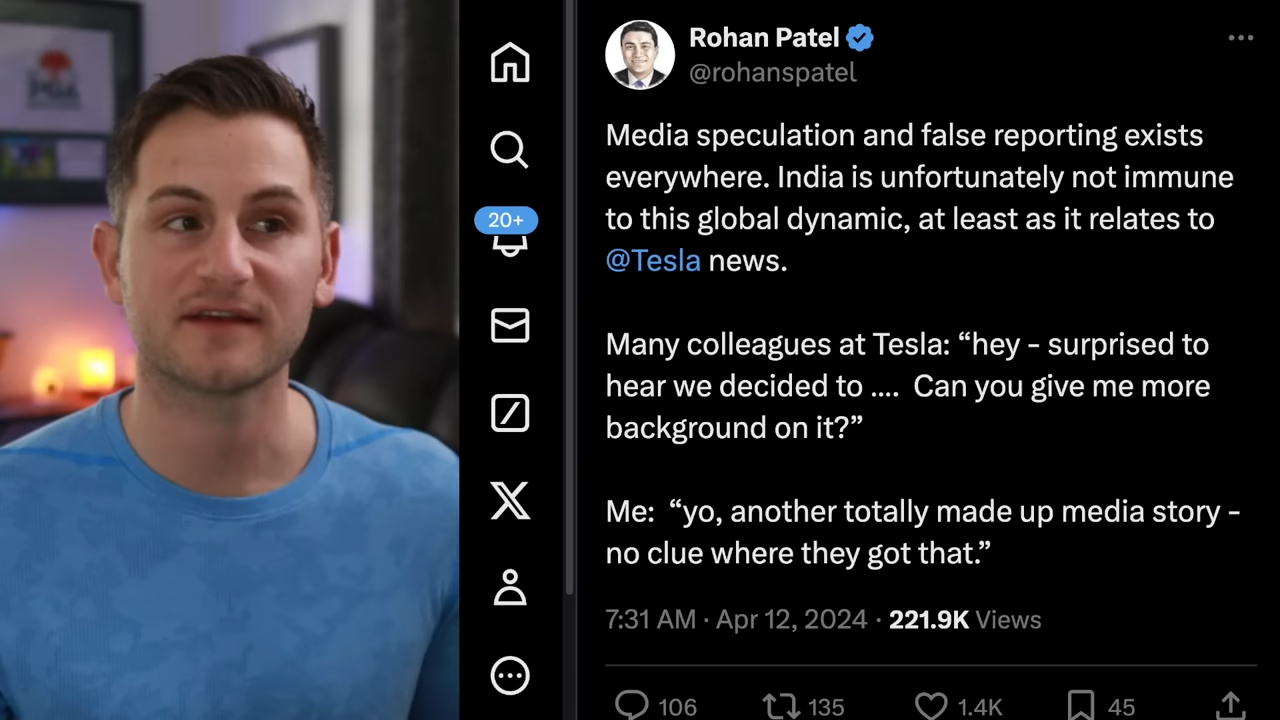 20+
Rohan Patel
@rohanspatel
Media speculation and false reporting exists
everywhere. India is unfortunately not immune
to this global dynamic, at least as it relates to
@Tesla news.
Many colleagues at Tesla: “hey - surprised to
hear we decided to .... Can you give me more
background on it?”
Me: “yo, another totally made up media story -
no clue where they got that.”
7:31 AM · Apr 12, 2024 · 221.9K Views
106 135 1.4K 45